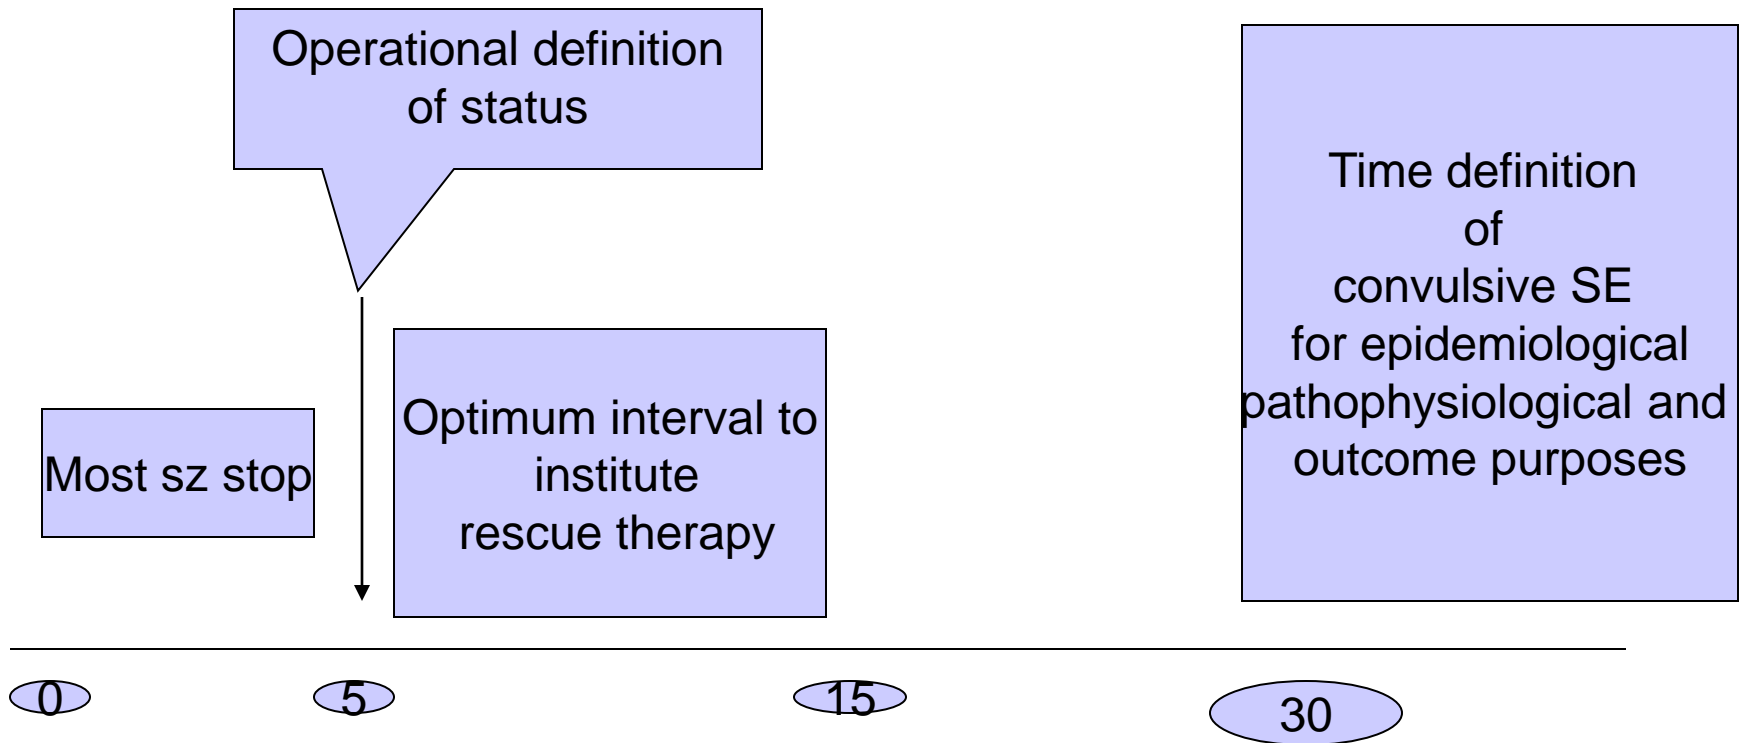 Operational definition
of status
Most sz stop
Optimum interval to
institute
rescue therapy
Time definition
of
convulsive SE
for epidemiological
pathophysiological and
outcome purposes
0
5
15
30